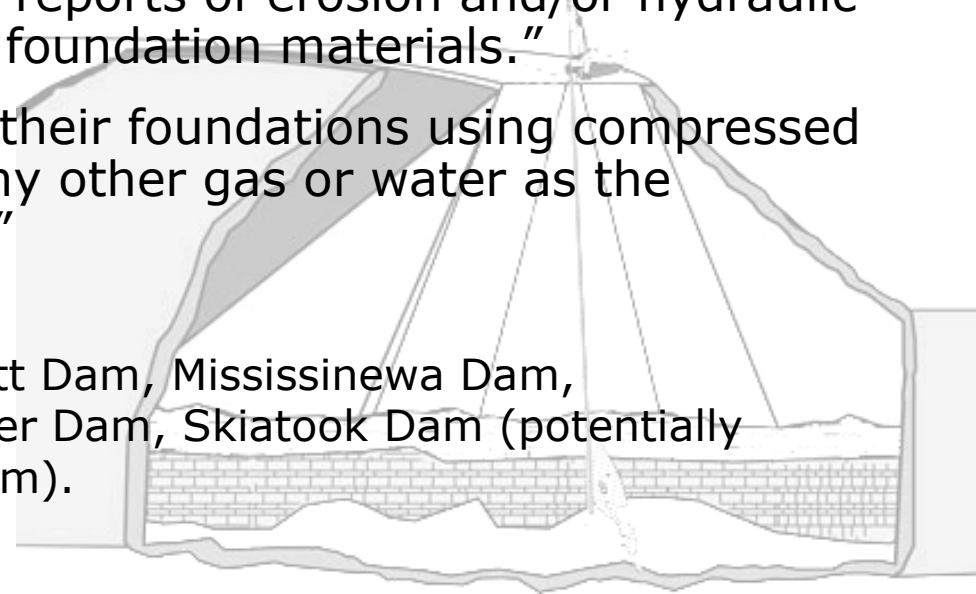 reports of erosion and/or hydraulic
foundation materials.”
their foundations using compressed
ny other gas or water as the
”
tt Dam, Mississinewa Dam,
er Dam, Skiatook Dam (potentially
m).